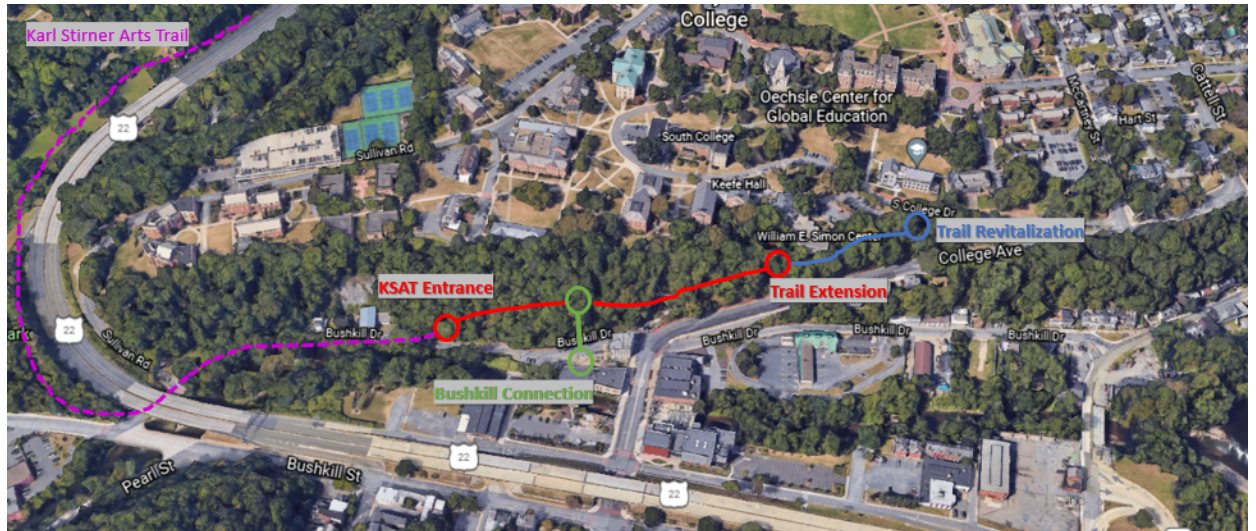 College
Karl Stirner Arts Trail
22
Oechsle Center for
Global Education
McCartney St
Cattell St
Hart St
South College
Sullivan Rd
Keefe Hall
S College Dr
William E. Simon Center
Trail Revitalization
College Ave
KSAT Entrance
Trail Extension
22
Sullivan Rd
Bushkill Dr
Bushkill Dr
Bushkill Dr
Bushkill Dr
Bushkill Dr
Bushkill Connection
22
Pearl St
Bushkill St
22